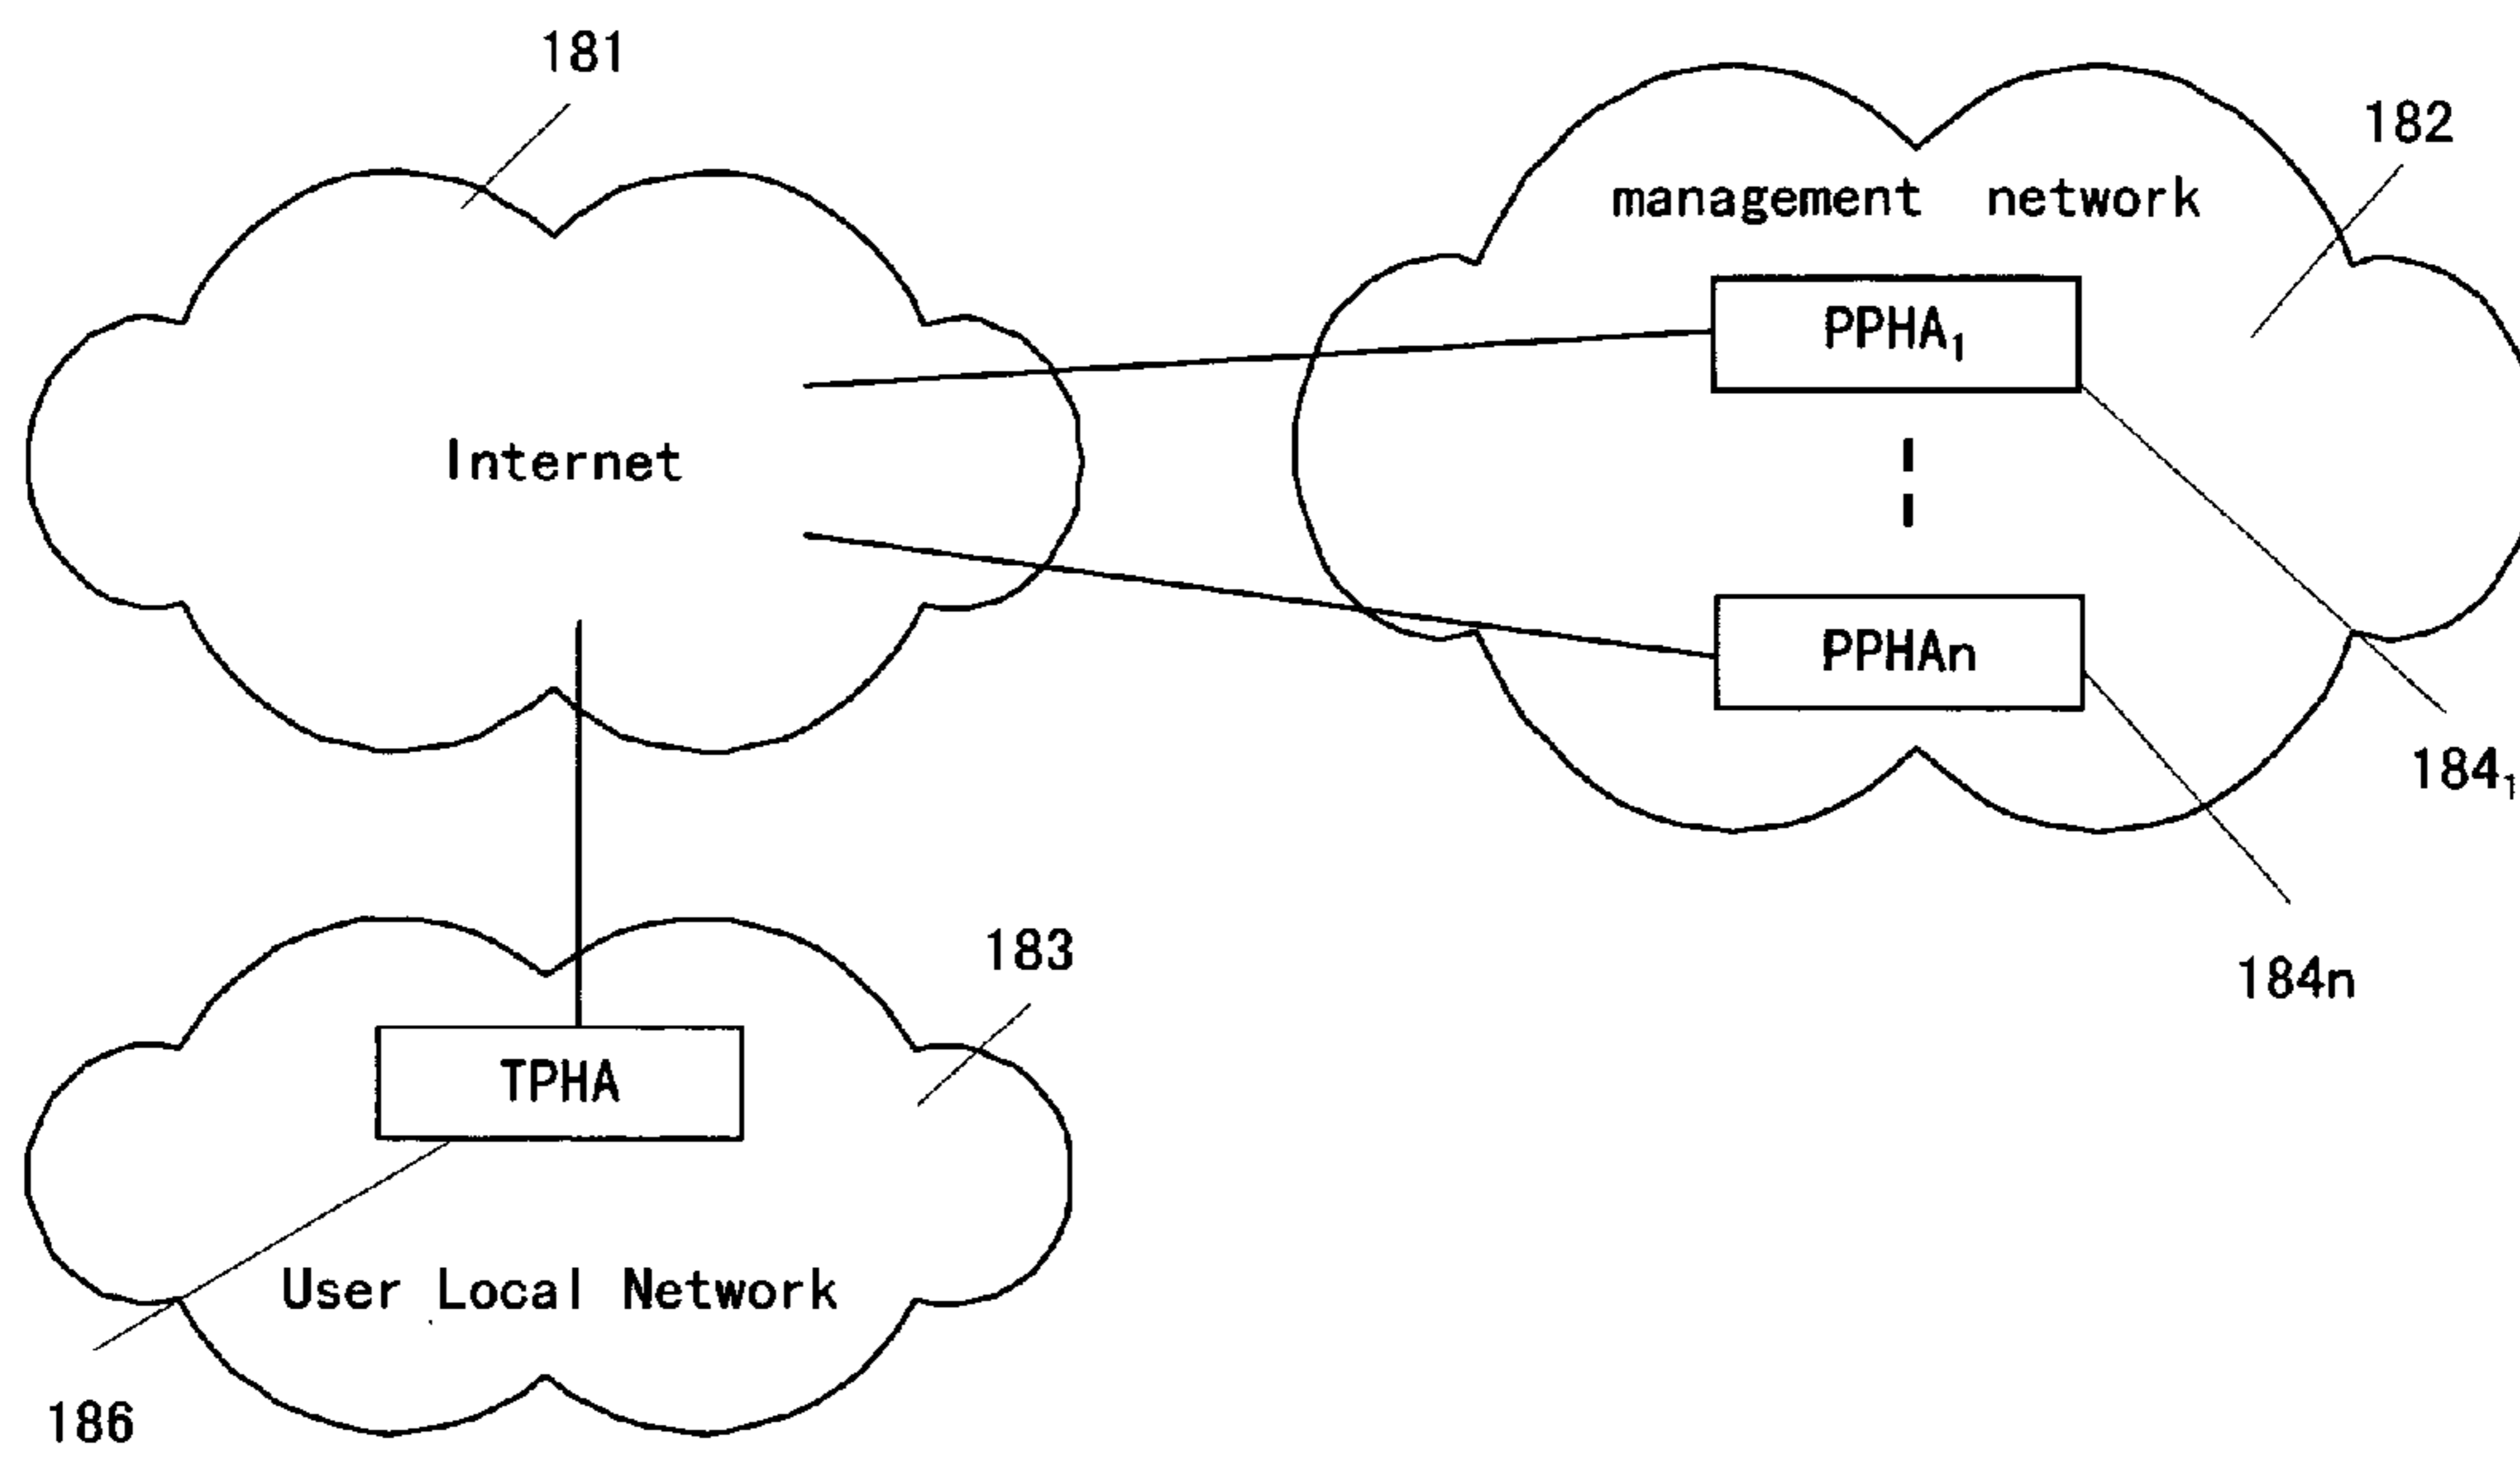 181
182
management network
PPHA₁
Internet
PPHAn
184₁
183
184n
TPHA
User Local Network
186